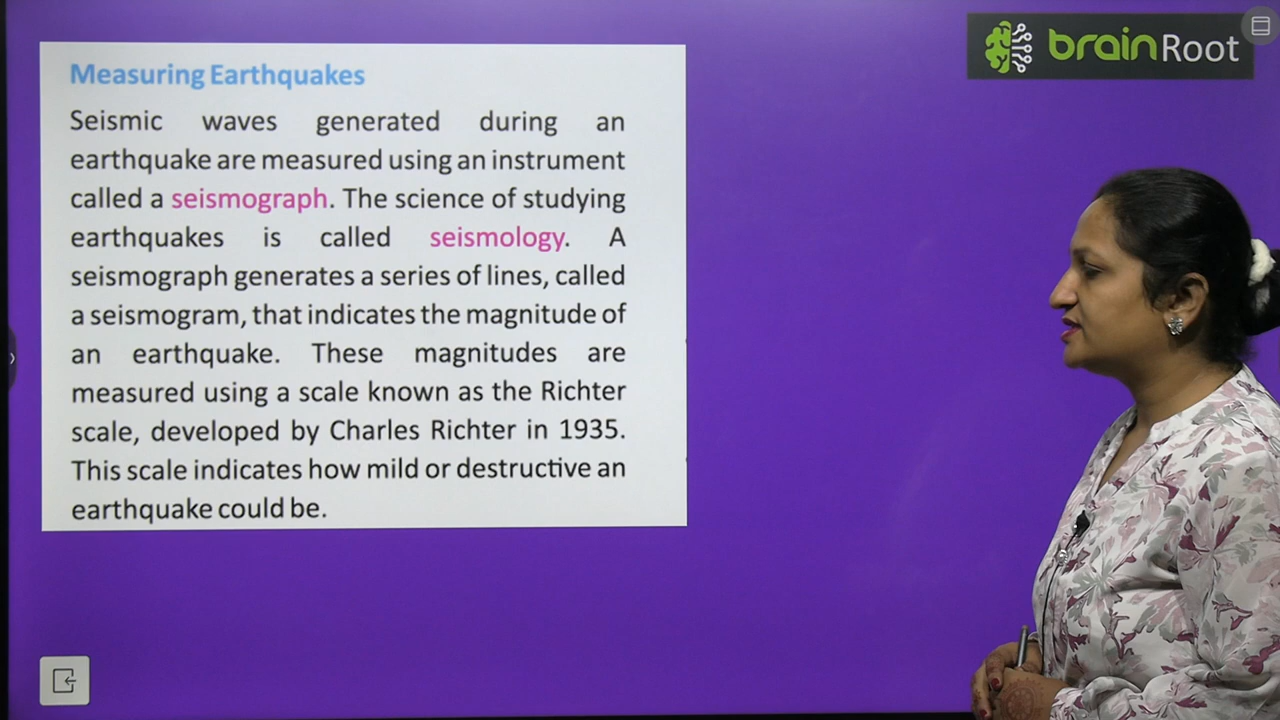 brainRoot
Measuring Earthquakes
Seismic waves generated during an
earthquake are measured using an instrument
called a seismograph. The science of studying
earthquakes is called seismology. A
seismograph generates a series of lines, called
a seismogram, that indicates the magnitude of
an earthquake. These magnitudes are
measured using a scale known as the Richter
scale, developed by Charles Richter in 1935.
This scale indicates how mild or destructive an
earthquake could be.